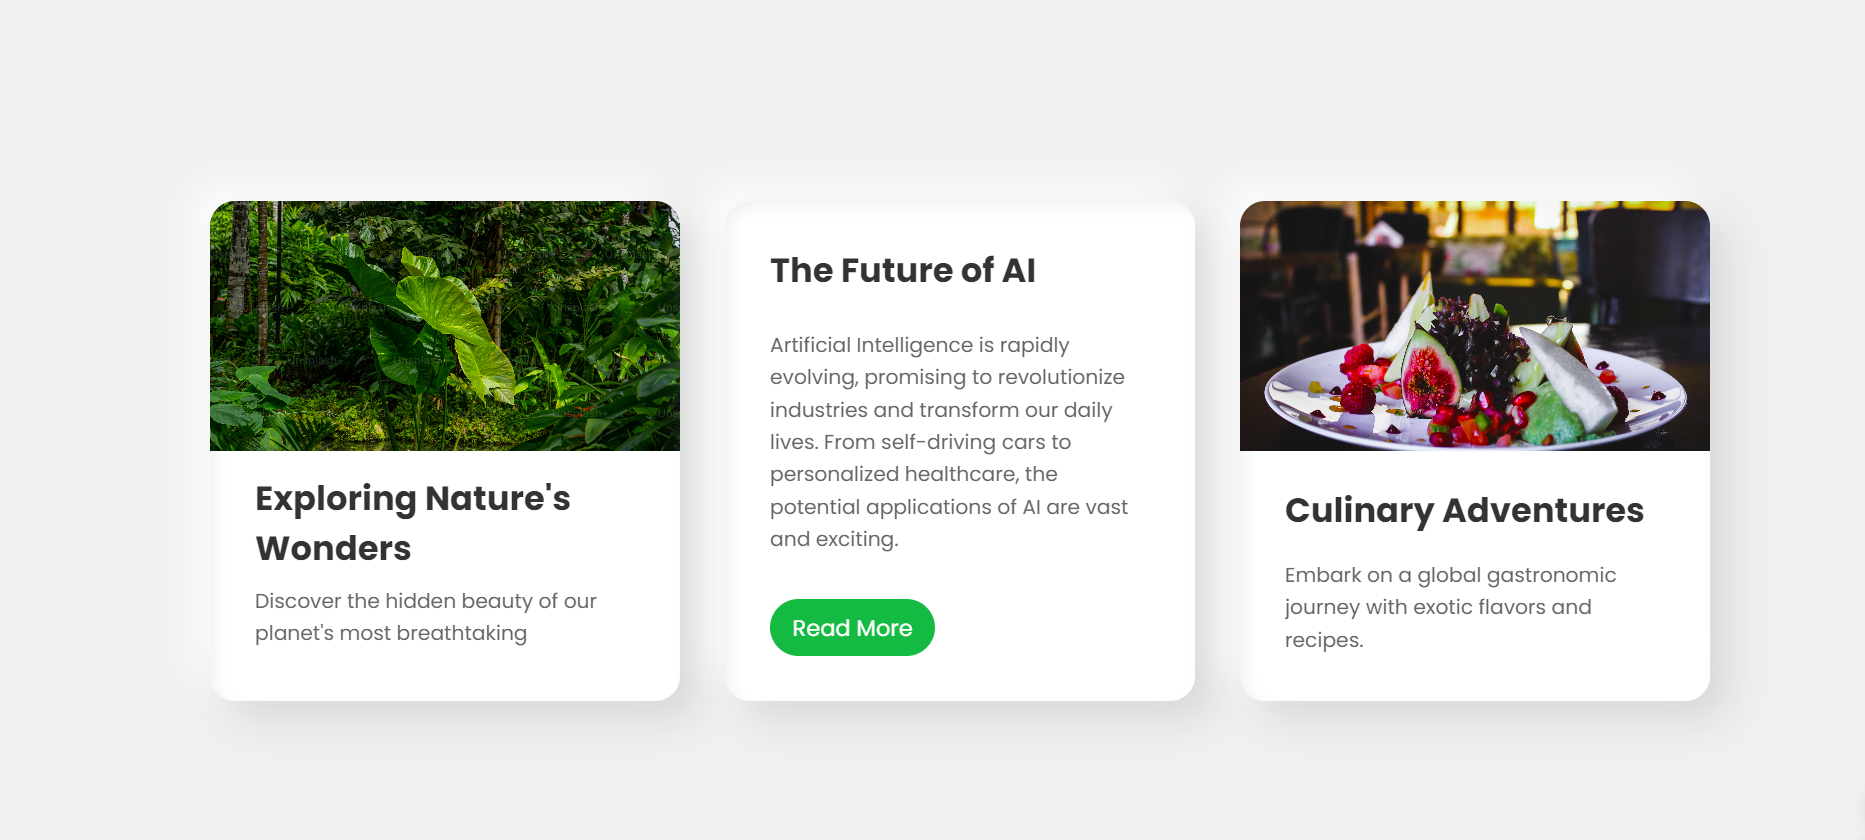 Exploring Nature's
Wonders
Discover the hidden beauty of our
planet's most breathtaking
The Future of AI
Artificial Intelligence is rapidly
evolving, promising to revolutionize
industries and transform our daily
lives. From self-driving cars to
personalized healthcare, the
potential applications of AI are vast
and exciting.
Read More
Culinary Adventures
Embark on a global gastronomic
journey with exotic flavors and
recipes.
Unsplash+
Unsplash+
Unsplash+